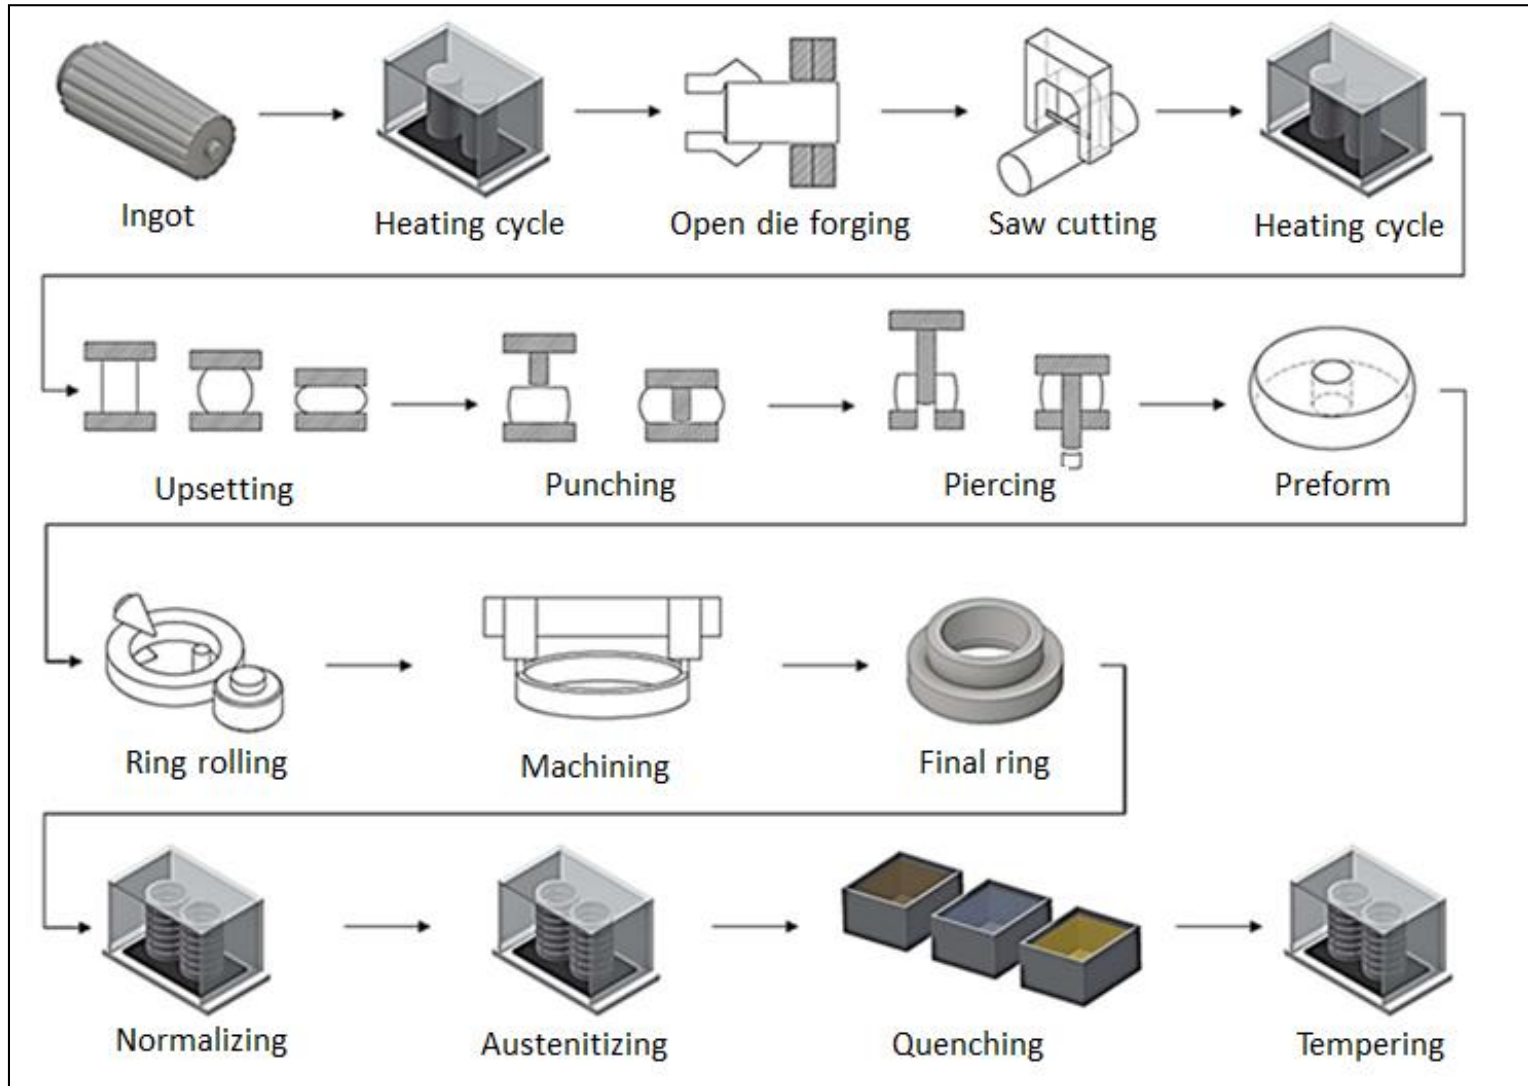 Ingot
Heating cycle
Open die forging
Saw cutting
Heating cycle
Upsetting
Punching
Piercing
Preform
Ring rolling
Machining
Final ring
Normalizing
Austenitizing
Quenching
Tempering